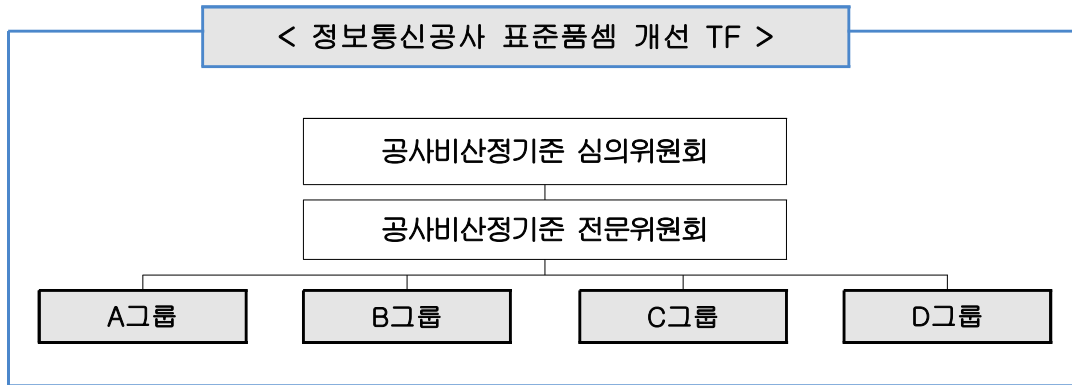 < 정보통신공사 표준품셈 개선 TF >
공사비산정기준 심의위원회
공사비산정기준 전문위원회
A그룹
B그룹
C그룹
D그룹